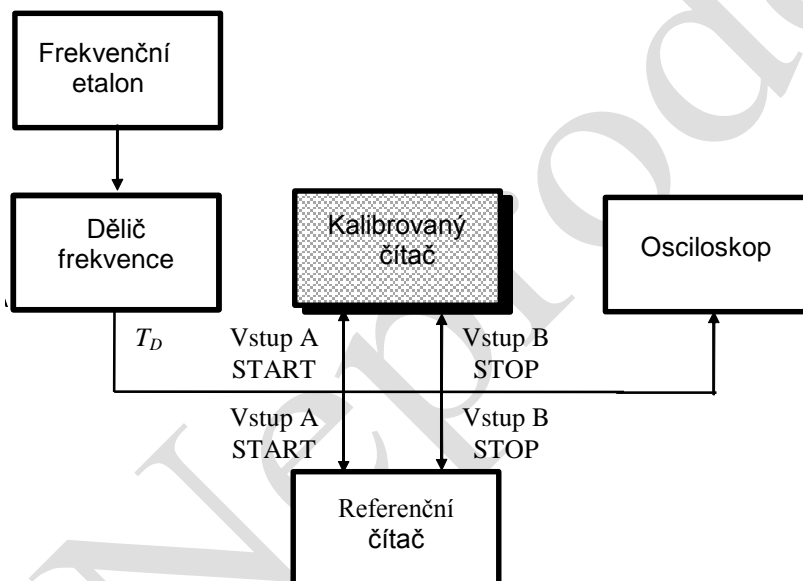 Frekvenční
etalon
Dělič
frekvence
Kalibrovaný
čítač
Osciloskop
T_D
Vstup A
START
Vstup B
STOP
Vstup A
START
Vstup B
STOP
Referenční
čítač